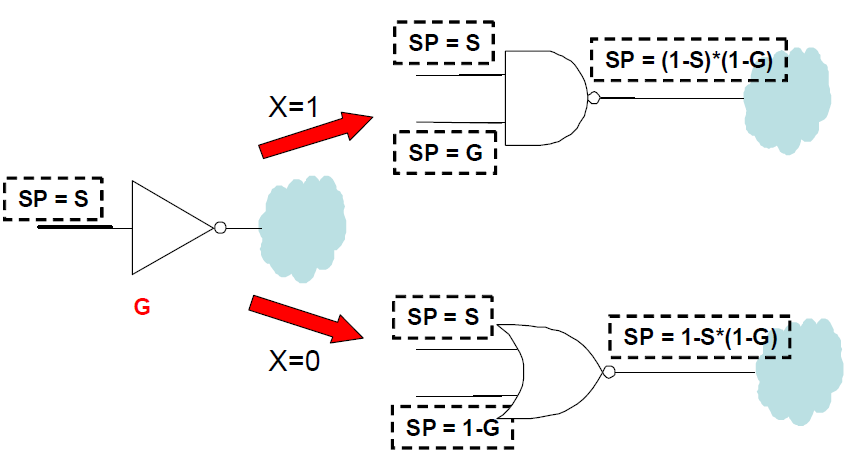 SP = S
SP = (1-S)*(1-G)
X=1
SP = G
SP = S
G
SP = S
SP = 1-S*(1-G)
X=0
SP = 1-G